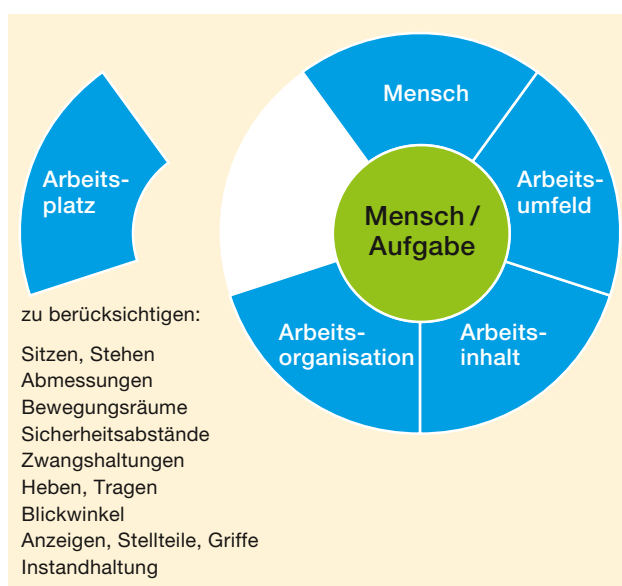 Mensch
Arbeits-
platz
Arbeits-
umfeld
Mensch /
Aufgabe
Arbeits-
organisation
Arbeits-
inhalt
zu berücksichtigen:
Sitzen, Stehen
Abmessungen
Bewegungsräume
Sicherheitsabstände
Zwangshaltungen
Heben, Tragen
Blickwinkel
Anzeigen, Stellteile, Griffe
Instandhaltung